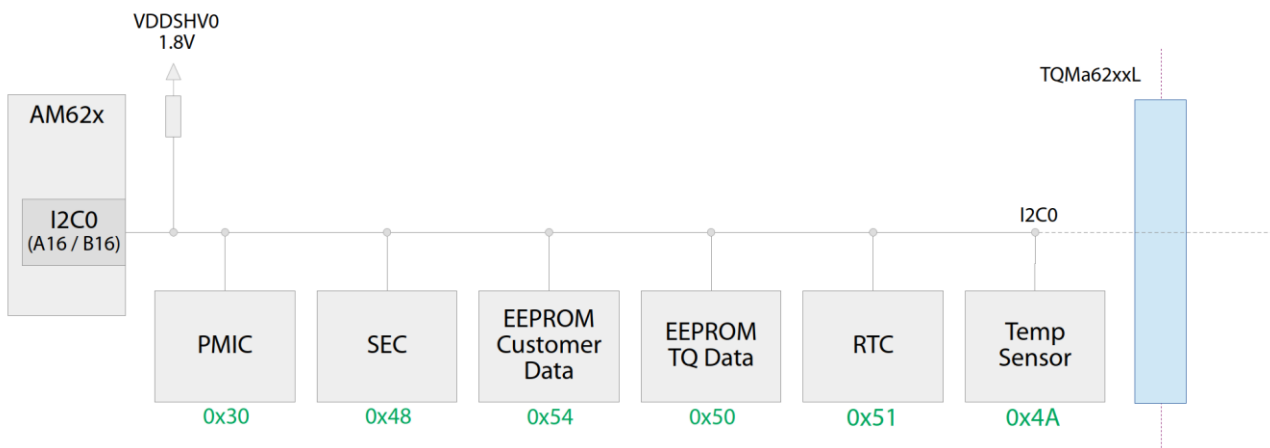 VDDSHV0
1.8V
TQMa62xxL
AM62x
I2C0
(A16 / B16)
I2C0
PMIC
SEC
EEPROM
Customer
Data
EEPROM
TQ Data
RTC
Temp
Sensor
0x30
0x48
0x54
0x50
0x51
0x4A